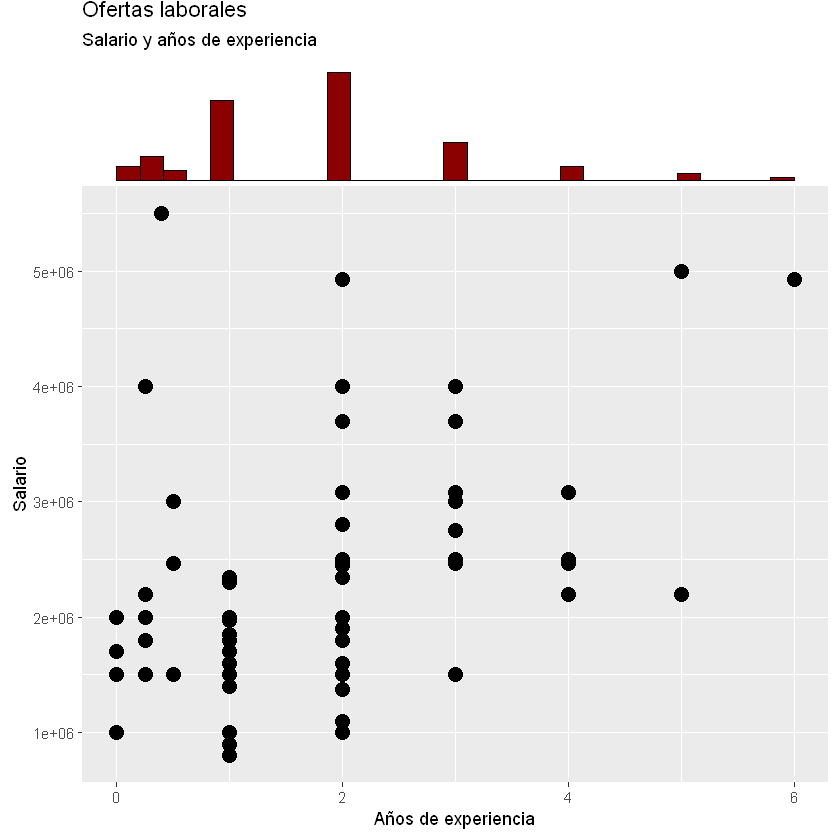 Ofertas laborales
Salario y años de experiencia
5e+06
4e+06
3e+06
2e+06
1e+06
Salario
0 2 4 6
Años de experiencia